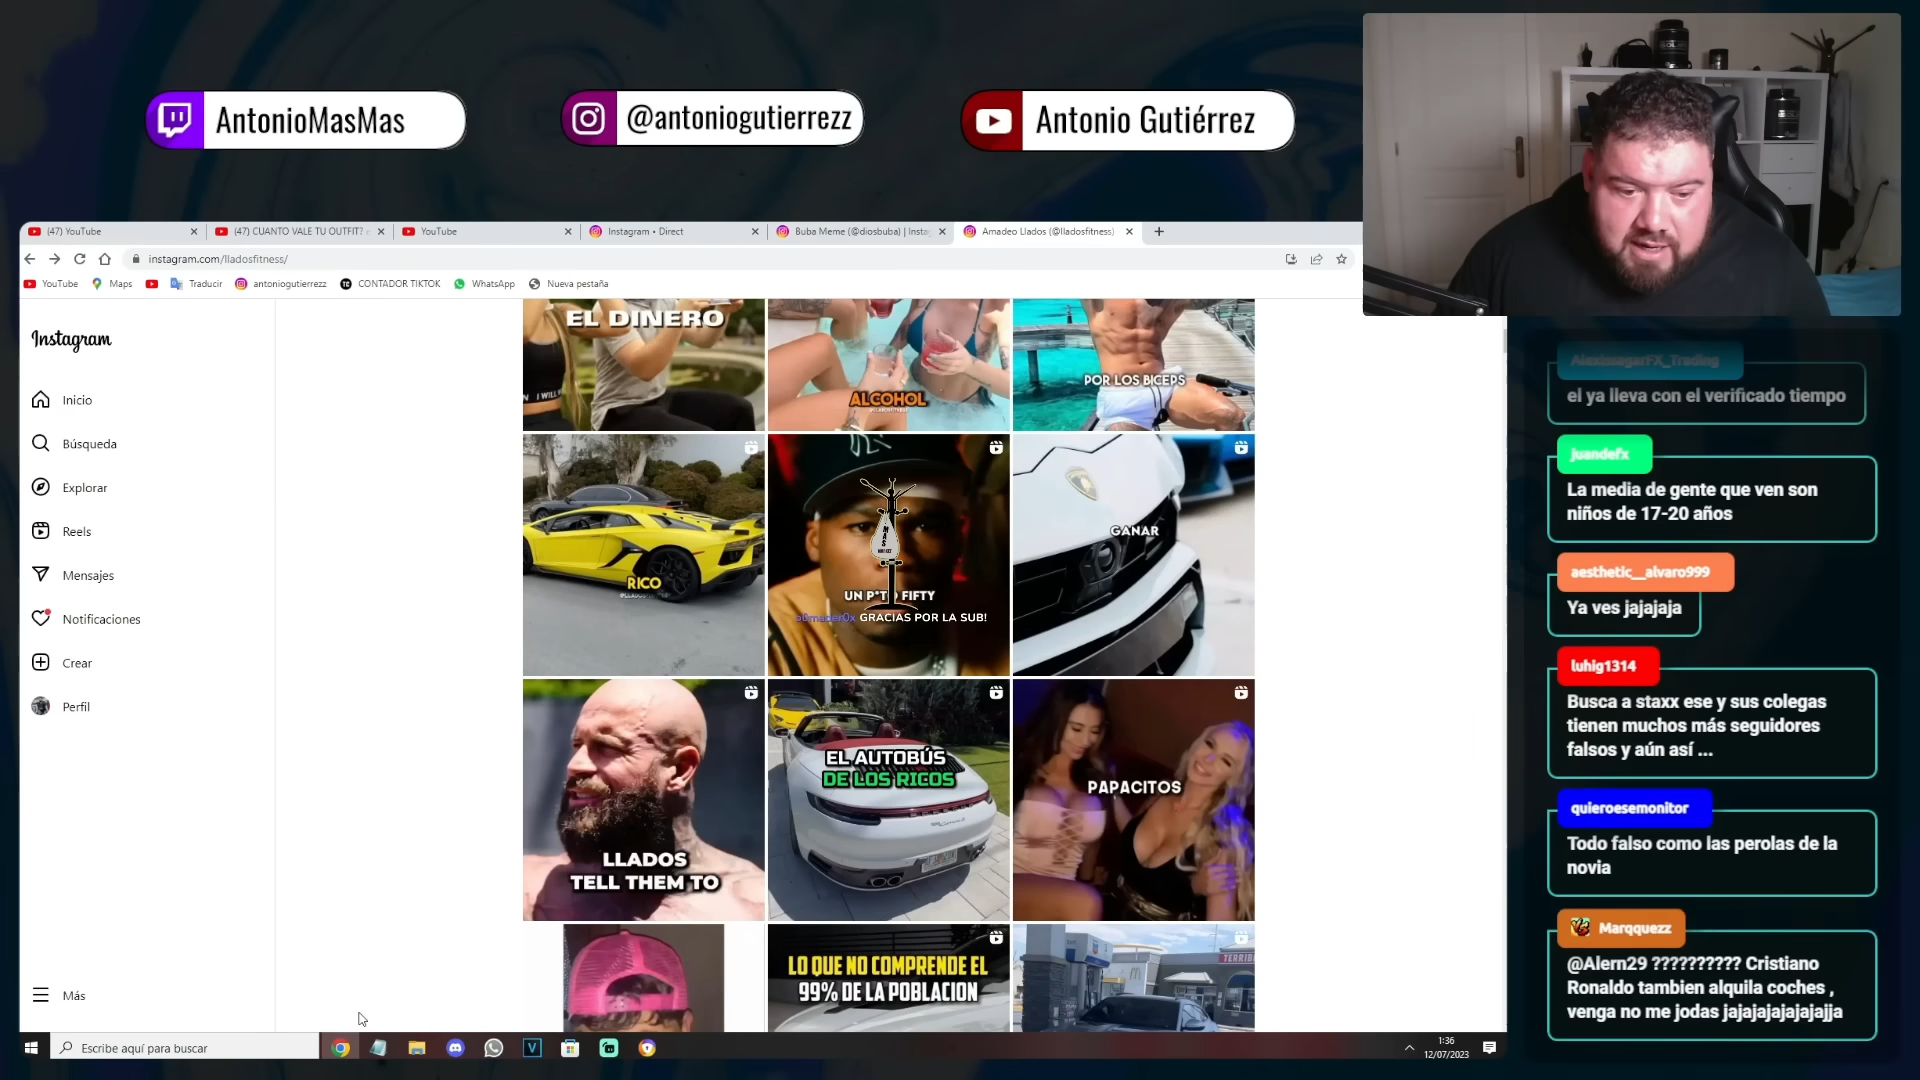 AntonioMasMas
@antoniogutierrezz
Antonio Gutiérrez
(47) YouTube
(47) CUANTO VALE TU OUTFIT?
YouTube
Instagram • Direct
Buba Meme (@diosbuba) | Insta
Amadeo Llados (@lladosfitness)
instagram.com/lladosfitness/
YouTube
Maps
Traducir
antoniogutierrezz
CONTADOR TIKTOK
WhatsApp
Nueva pestaña
Instagram
Inicio
Búsqueda
Explorar
Reels
Mensajes
Notificaciones
Crear
Perfil
Más
EL DINERO
ALCOHOL
POR LOS BICEPS
RICO
UN P*T FIFTY
GRACIAS POR LA SUB!
GANAR
LLADOS
TELL THEM TO
EL AUTOBÚS
DE LOS RICOS
PAPACITOS
LO QUE NO COMPRENDE EL
99% DE LA POBLACION
AlexissagarFX_Trading
el ya lleva con el verificado tiempo
juandefx
La media de gente que ven son
niños de 17-20 años
aesthetic__alvaro999
Ya ves jajajaja
luhig1314
Busca a staxx ese y sus colegas
tienen muchos más seguidores
falsos y aún así ...
quieroesemonitor
Todo falso como las perolas de la
novia
Marqquezz
@Alern29 ?????????? Cristiano
Ronaldo tambien alquila coches ,
venga no me jodas jajajajajajajjja
Escribe aquí para buscar
1:36
12/07/2023